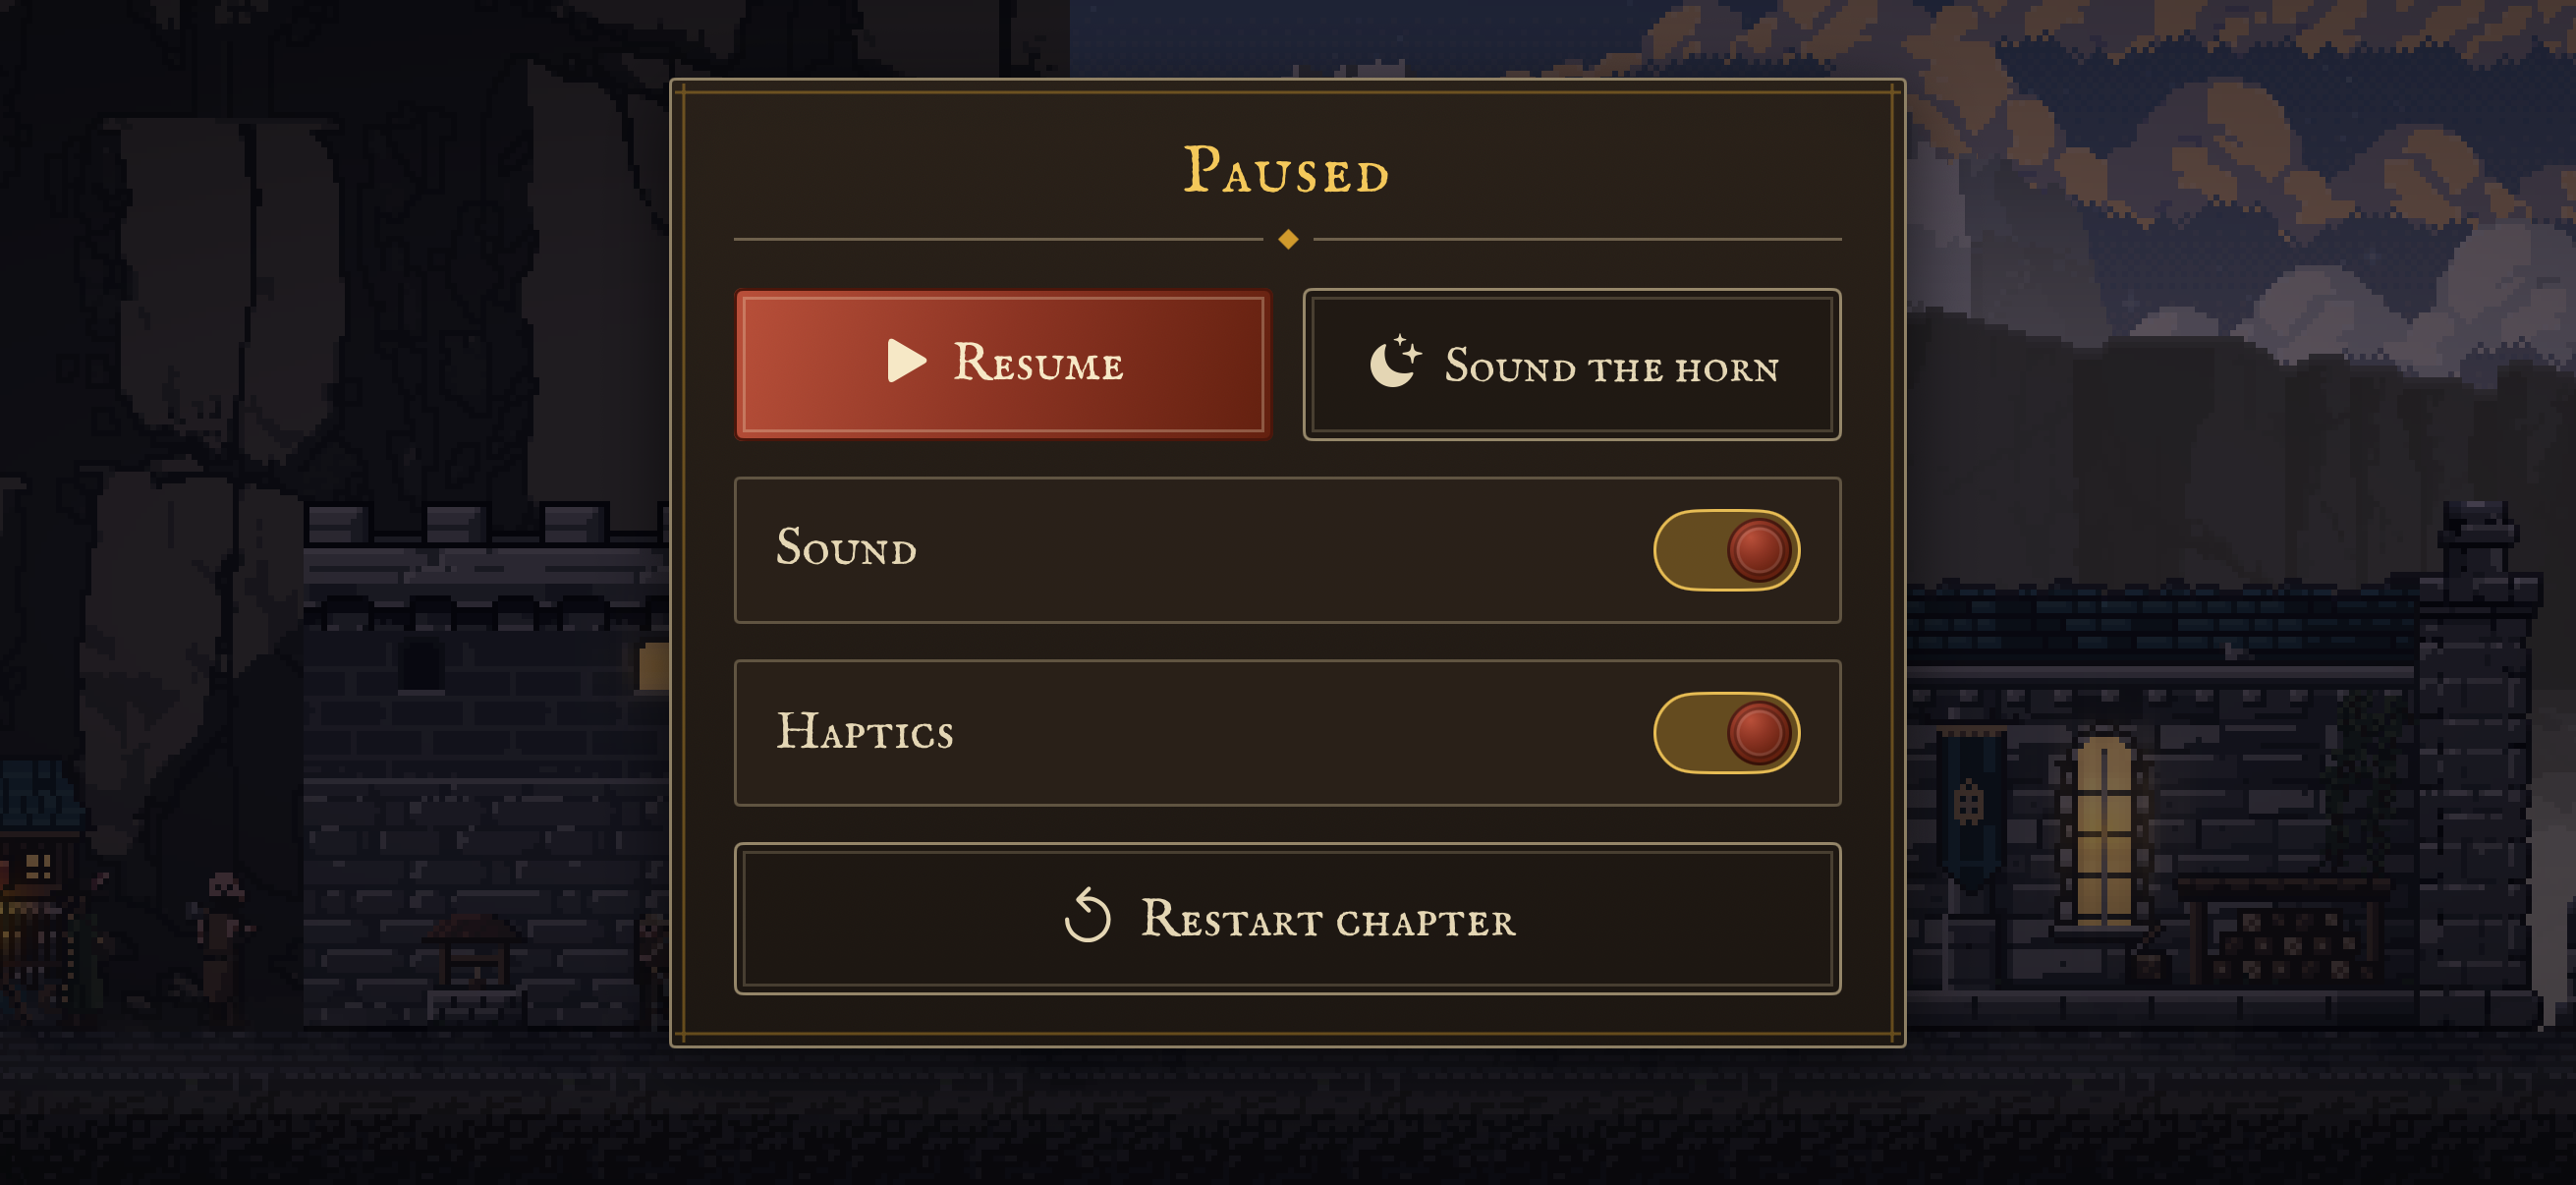 Paused
Resume
Sound the horn
Sound
Haptics
Restart chapter